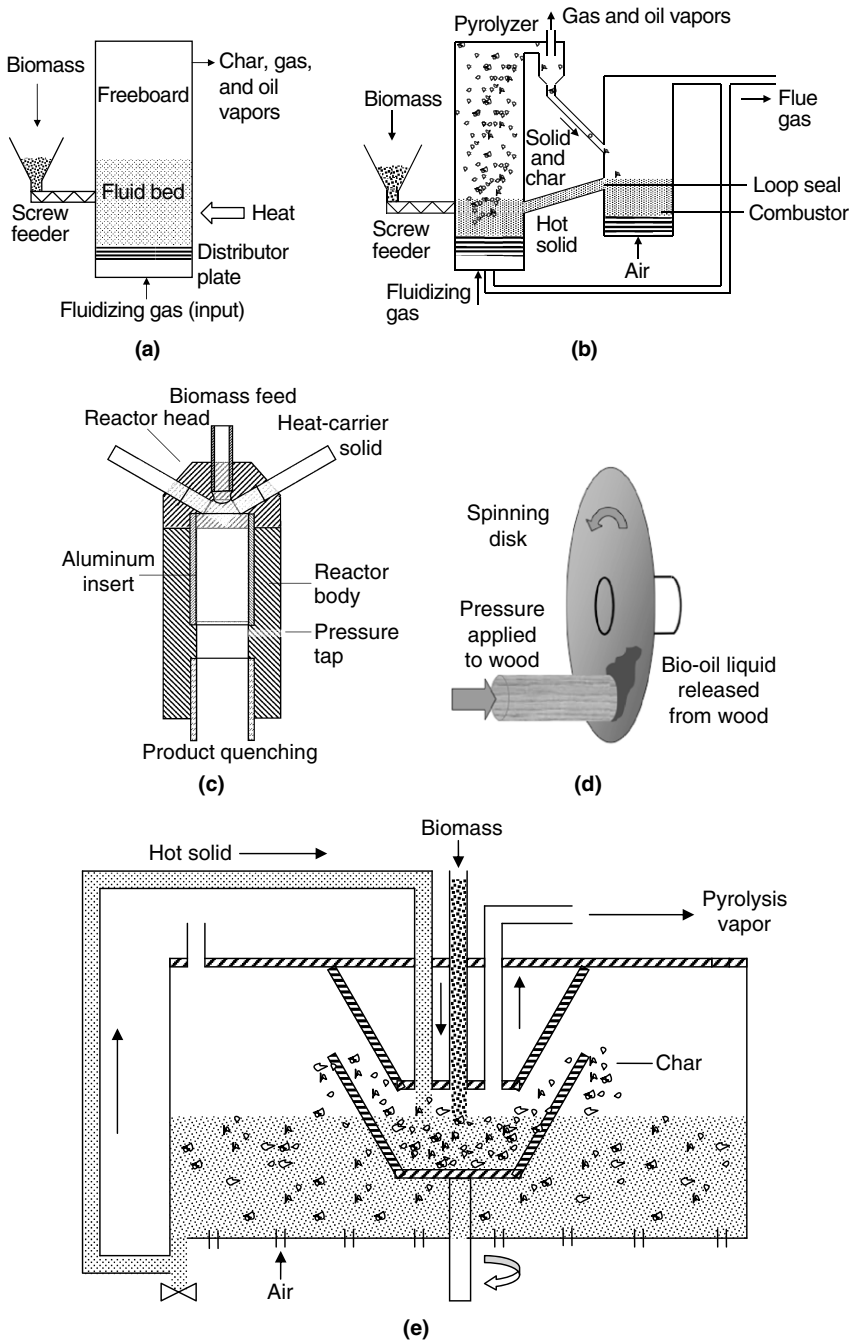 Biomass
Freeboard
Char, gas,
and oil
vapors
Fluid bed
Screw
feeder
Heat
Distributor
plate
Fluidizing gas (input)
(a)
Pyrolyzer
Gas and oil vapors
Biomass
Flue
gas
Solid
and
char
Loop seal
Combustor
Screw
feeder
Hot
solid
Air
Fluidizing
gas
(b)
Biomass feed
Reactor head
Heat-carrier
solid
Aluminum
insert
Reactor
body
Pressure
tap
Product quenching
(c)
Spinning
disk
Pressure
applied
to wood
Bio-oil liquid
released
from wood
(d)
Biomass
Hot solid
Pyrolysis
vapor
Char
Air
(e)